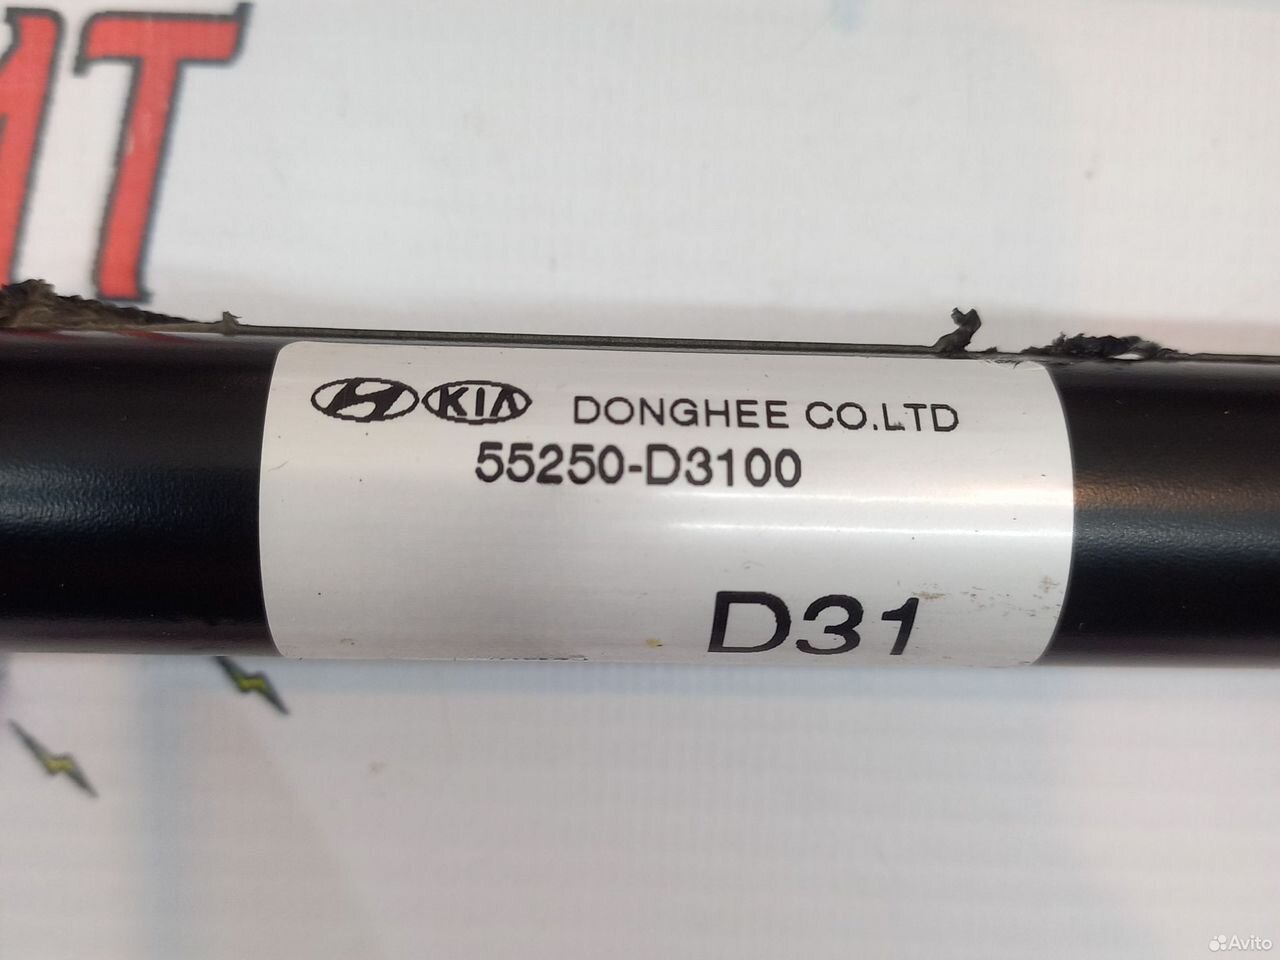 MT
KIA DONGHEE CO.LTD
55250-D3100
D31
Avito